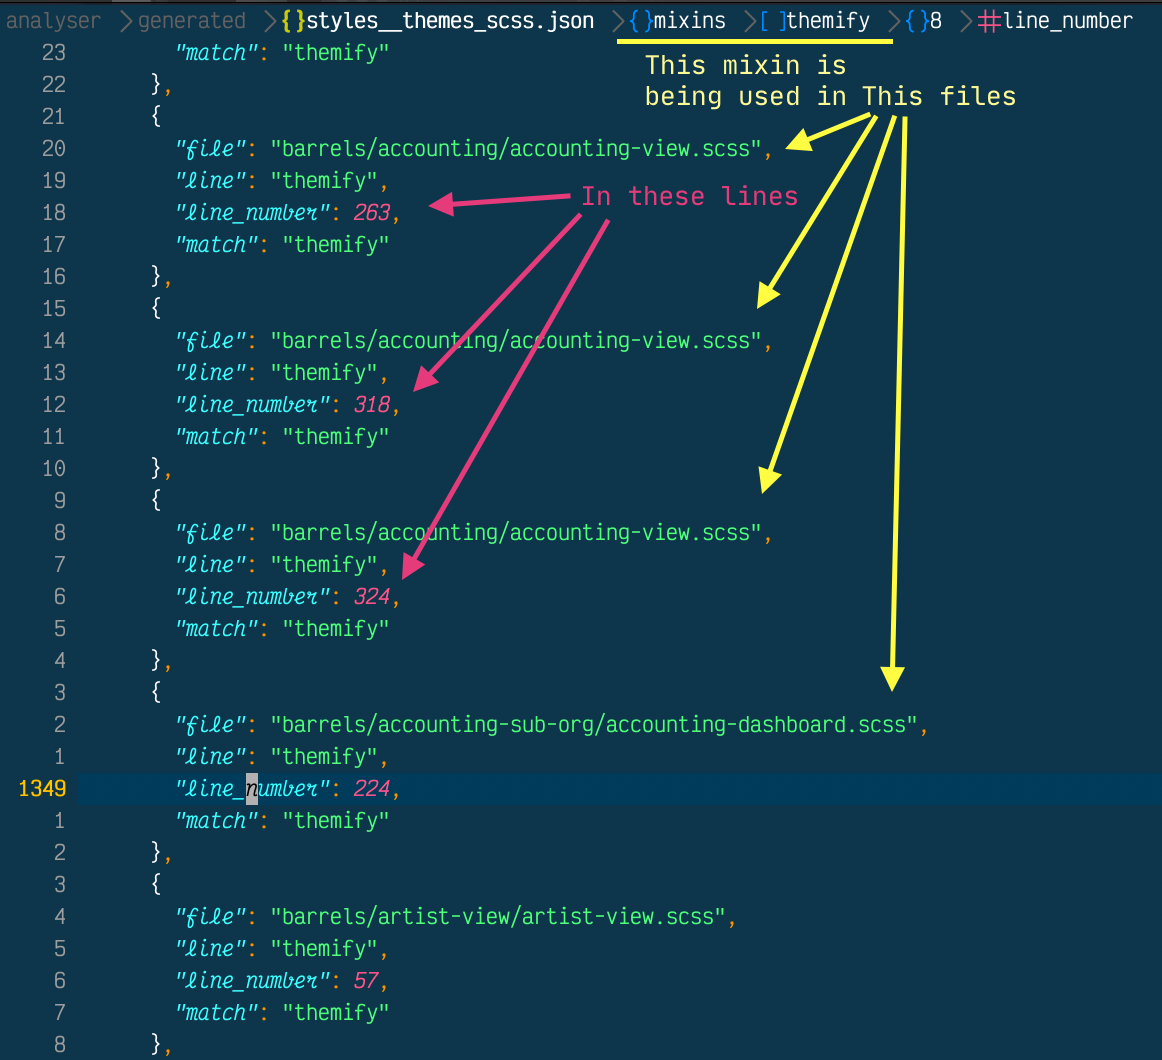 analyser > generated > {}styles__themes_scss.json > {}mixins > [ ]themify > {}8 > #line_number
23 "match": "themify"
This mixin is
22 },
being used in This files
21 {
20 "file": "barrels/accounting/accounting-view.scss",
19 "line": "themify",
In these lines
18 "line_number": 263,
17 "match": "themify"
16 },
15 {
14 "file": "barrels/accounting/accounting-view.scss",
13 "line": "themify",
12 "line_number": 318,
11 "match": "themify"
10 },
9 {
8 "file": "barrels/accounting/accounting-view.scss",
7 "line": "themify",
6 "line_number": 324,
5 "match": "themify"
4 },
3 {
2 "file": "barrels/accounting-sub-org/accounting-dashboard.scss",
1 "line": "themify",
1349 "line_number": 224,
1 "match": "themify"
2 },
3 {
4 "file": "barrels/artist-view/artist-view.scss",
5 "line": "themify",
6 "line_number": 57,
7 "match": "themify"
8 },